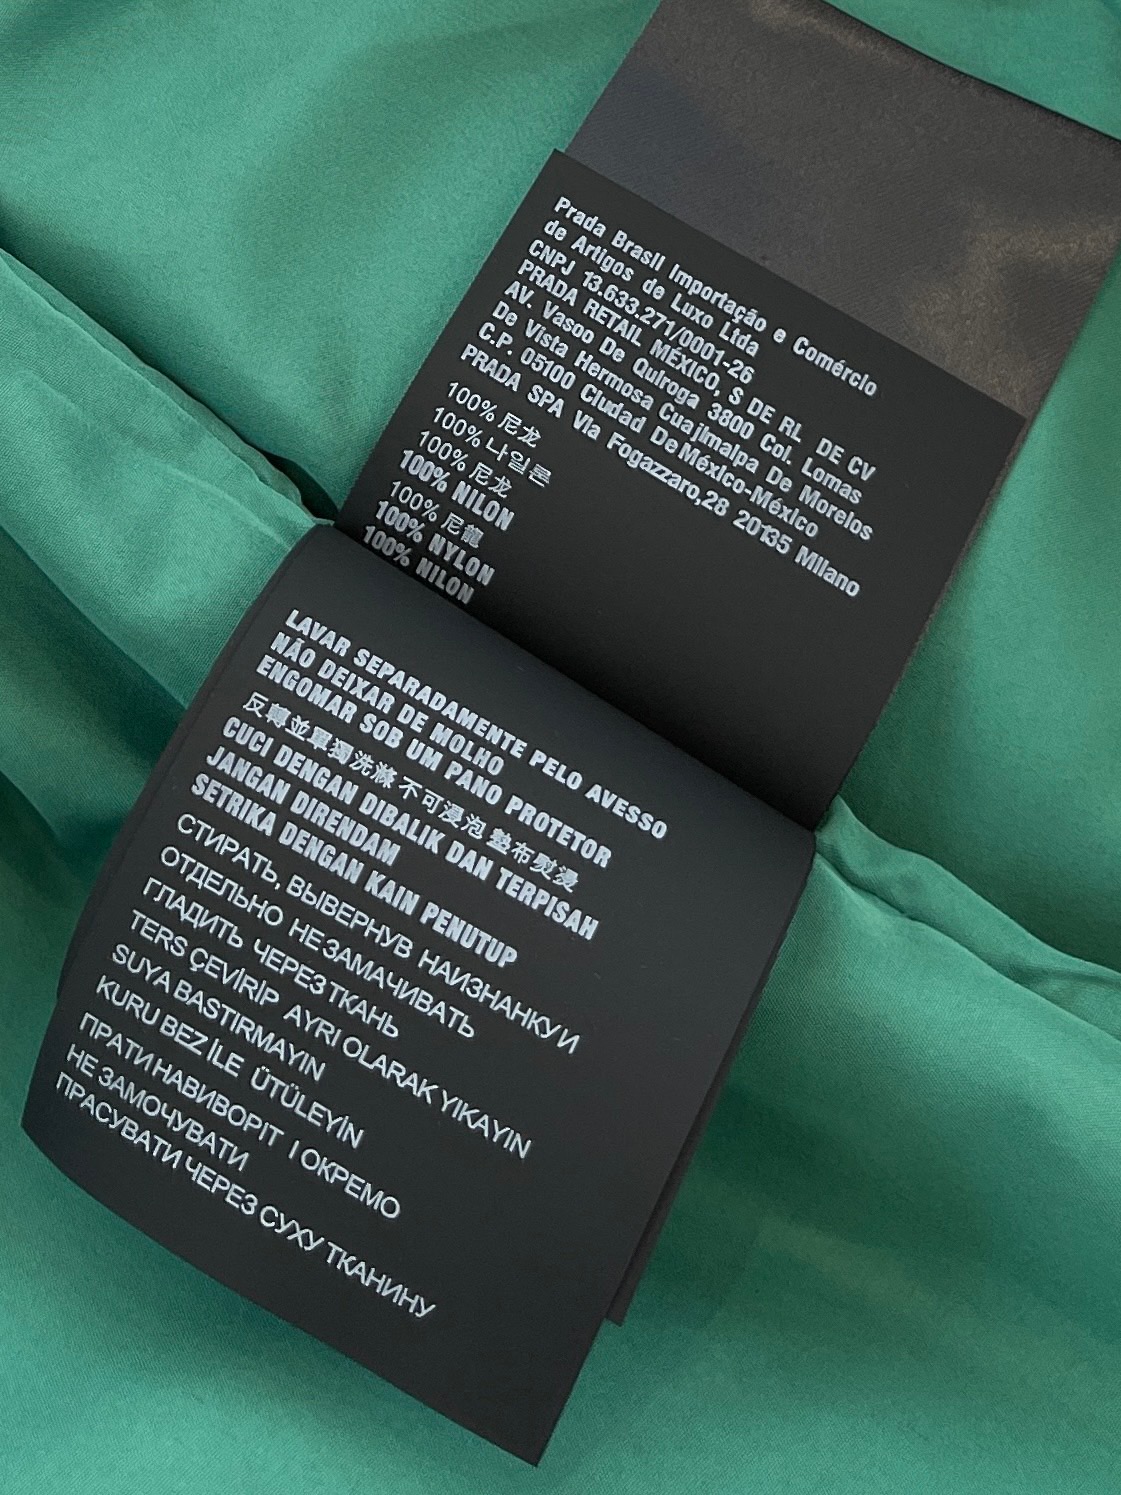 Prada Brasil Importação e Comércio
de Artigos de Luxo Ltda
CNPJ 13.633.271/0001-26
PRADA RETAIL MÉXICO, S DE RL DE CV
AV. Vasoo De Quiroga 3800 Col. Lomas
De Vista Hermosa Cuajimalpa De Morelos
C.P. 05100 Ciudad De México-México
PRADA SPA Via Fogazzaro,28 20135 Milano
100% 尼龙
100% 나일론
100% 尼龙
100% NILON
100% 尼龍
100% NYLON
100% NILON
LAVAR SEPARADAMENTE PELO AVESSO
NÃO DEIXAR DE MOLHO
ENGOMAR SOB UM PANO PROTETOR
反轉並單獨洗滌 不可浸泡 墊布熨燙
CUCI DENGAN DIBALIK DAN TERPISAH
JANGAN DIRENDAM
SETRIKA DENGAN KAIN PENUTUP
СТИРАТЬ, ВЫВЕРНУВ НАИЗНАНКУ И
ОТДЕЛЬНО НЕ ЗАМАЧИВАТЬ
ГЛАДИТЬ ЧЕРЕЗ ТКАНЬ
TERS ÇEVİRİP AYRI OLARAK YIKAYIN
SUYA BASTIRMAYIN
KURU BEZ İLE ÜTÜLEYİN
ПРАТИ НАВИВОРІТ І ОКРЕМО
НЕ ЗАМОЧУВАТИ
ПРАСУВАТИ ЧЕРЕЗ СУХУ ТКАНИНУ